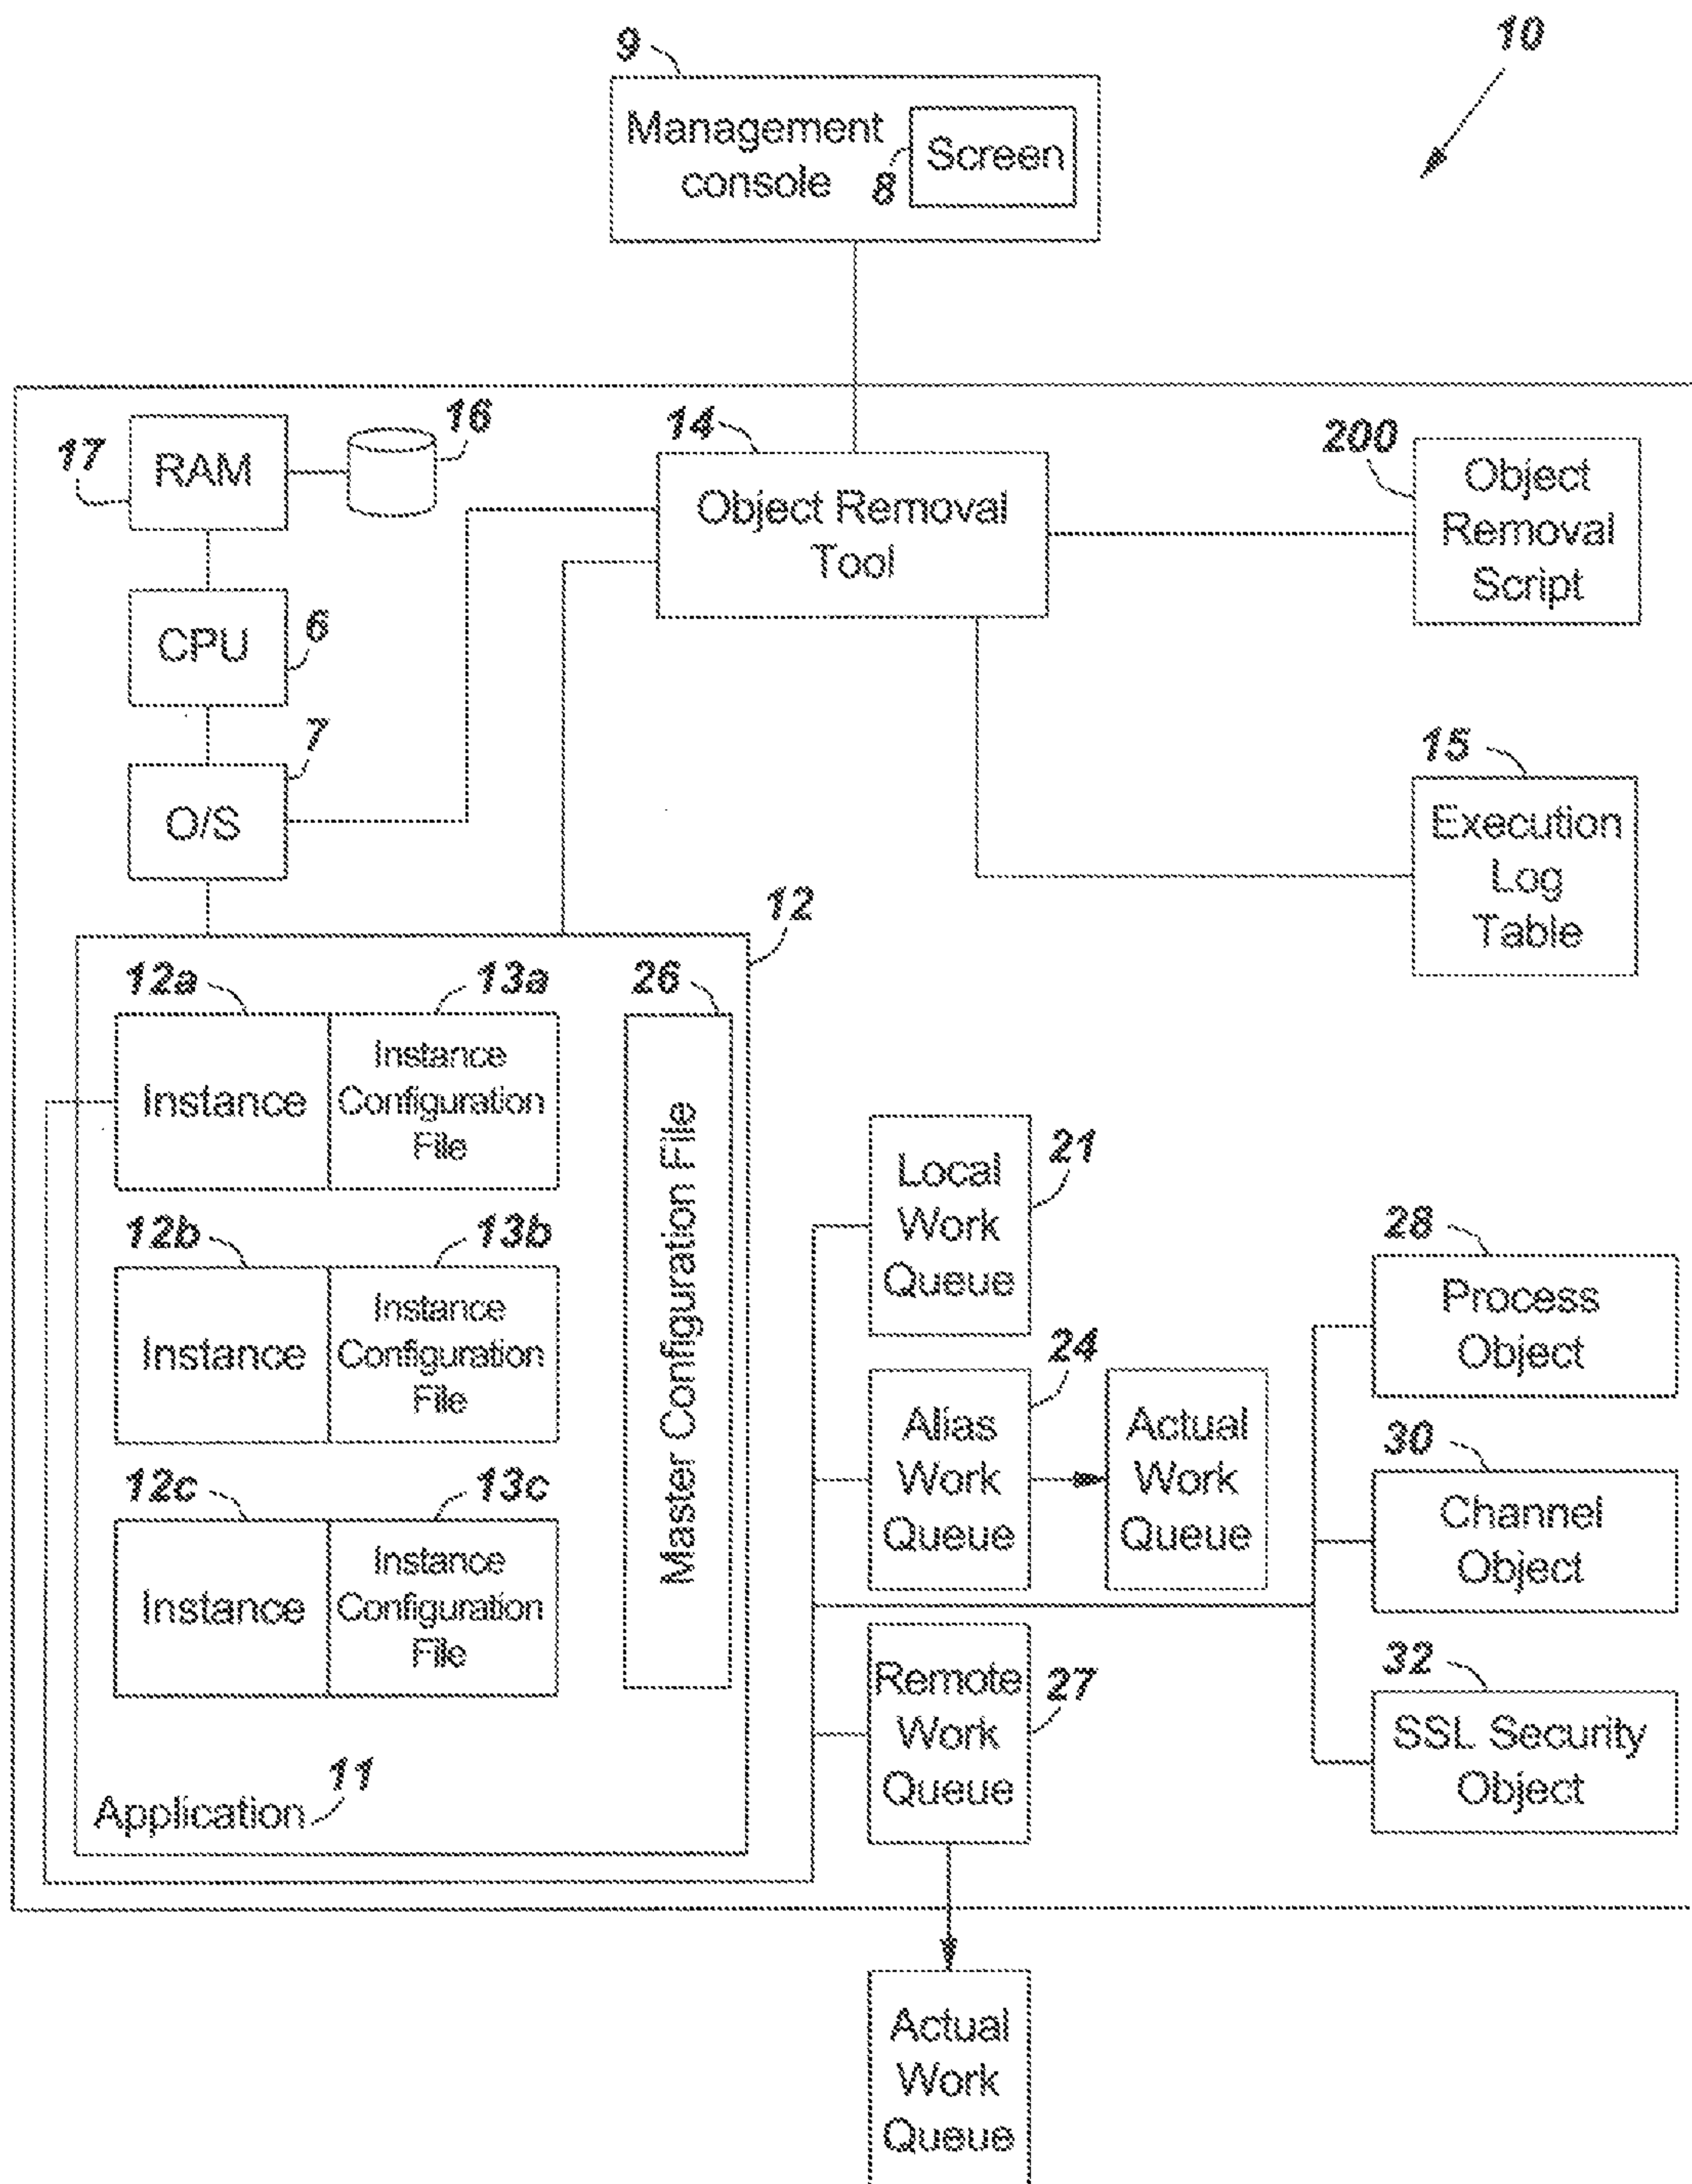 10
9
Management
console
8
Screen
17
RAM
16
14
Object Removal
Tool
200
Object
Removal
Script
CPU
6
7
O/S
15
Execution
Log
Table
12
12a
13a
26
Instance
Instance
Configuration
File
Master Configuration File
12b
13b
Instance
Instance
Configuration
File
12c
13c
Instance
Instance
Configuration
File
Application
11
Local
Work
Queue
21
24
Alias
Work
Queue
Actual
Work
Queue
Remote
Work
Queue
27
28
Process
Object
30
Channel
Object
32
SSL Security
Object
Actual
Work
Queue